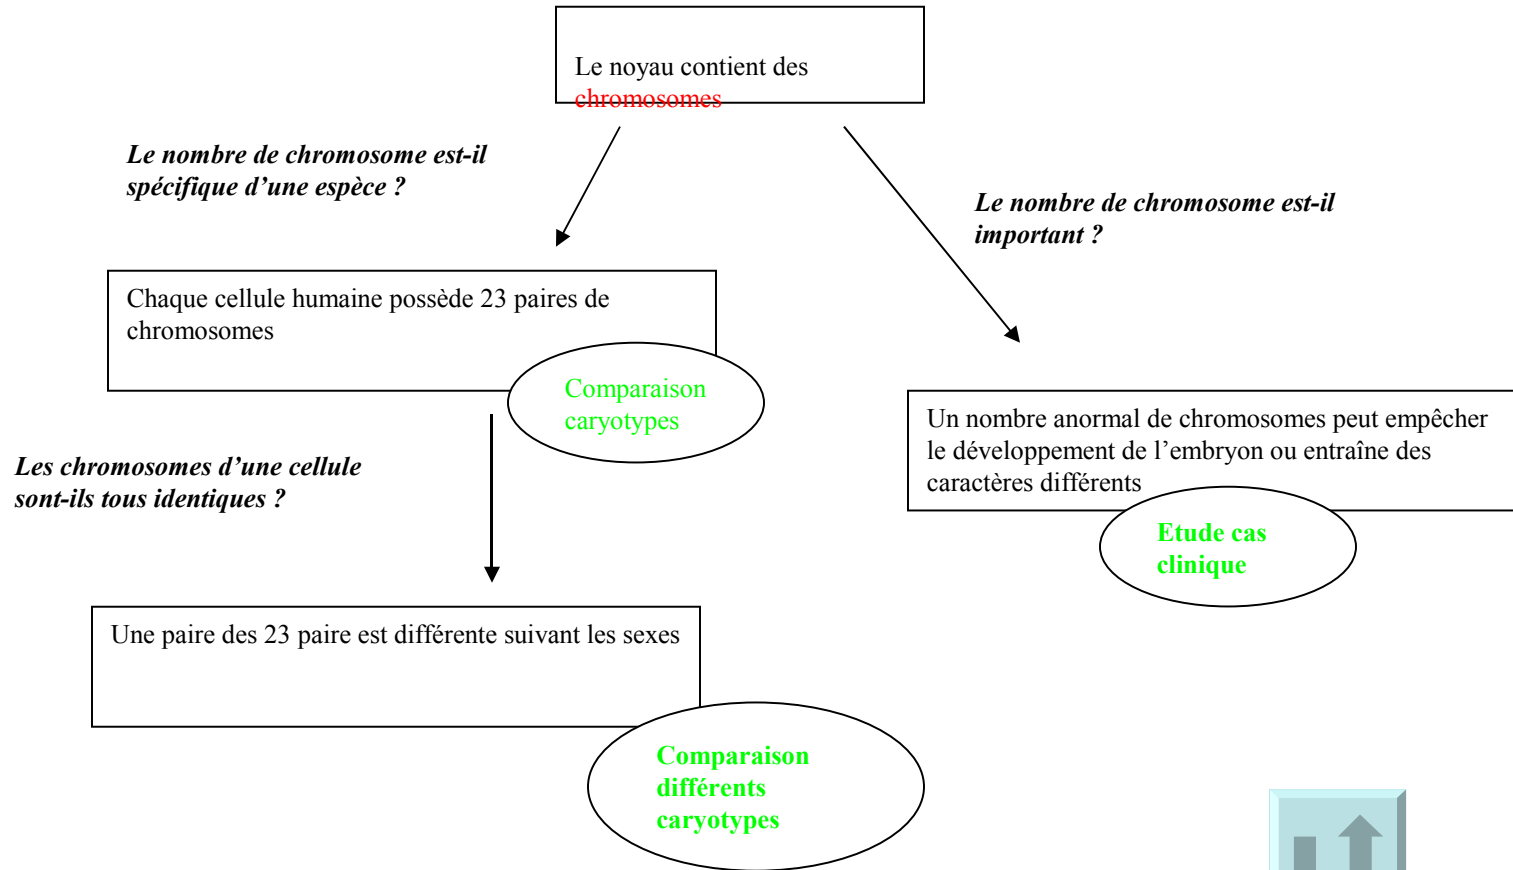 Le noyau contient des
chromosomes
Le nombre de chromosome est-il
spécifique d’une espèce ?
Le nombre de chromosome est-il
important ?
Chaque cellule humaine possède 23 paires de
chromosomes
Comparaison
caryotypes
Un nombre anormal de chromosomes peut empêcher
le développement de l’embryon ou entraîne des
caractères différents
Etude cas
clinique
Les chromosomes d’une cellule
sont-ils tous identiques ?
Une paire des 23 paire est différente suivant les sexes
Comparaison
différents
caryotypes